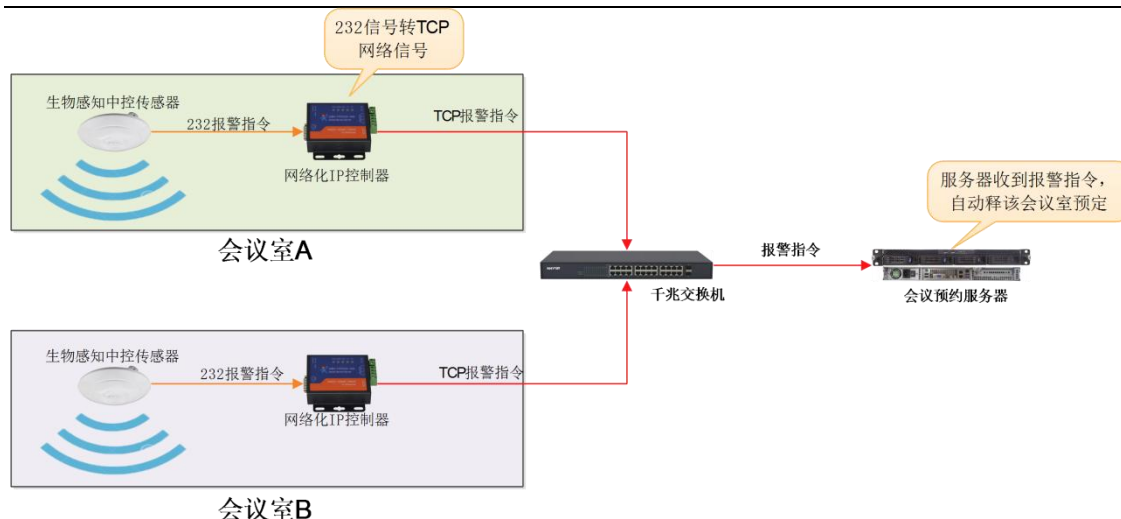 232信号转TCP
网络信号
生物感知中控传感器
232报警指令
TCP报警指令
网络化IP控制器
会议室A
服务器收到报警指令，
自动释该会议室预定
报警指令
千兆交换机
会议预约服务器
生物感知中控传感器
232报警指令
TCP报警指令
网络化IP控制器
会议室B